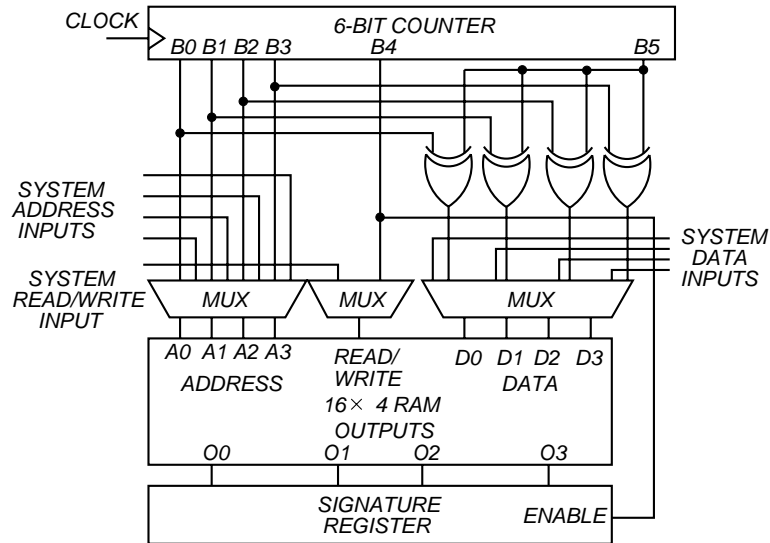 CLOCK
6-BIT COUNTER
B0 B1 B2 B3 B4 B5
SYSTEM
ADDRESS
INPUTS
SYSTEM
DATA
INPUTS
SYSTEM
READ/WRITE
INPUT
MUX MUX MUX
A0 A1 A2 A3
ADDRESS
READ/
WRITE
D0 D1 D2 D3
DATA
16× 4 RAM
OUTPUTS
O0 O1 O2 O3
SIGNATURE
REGISTER
ENABLE